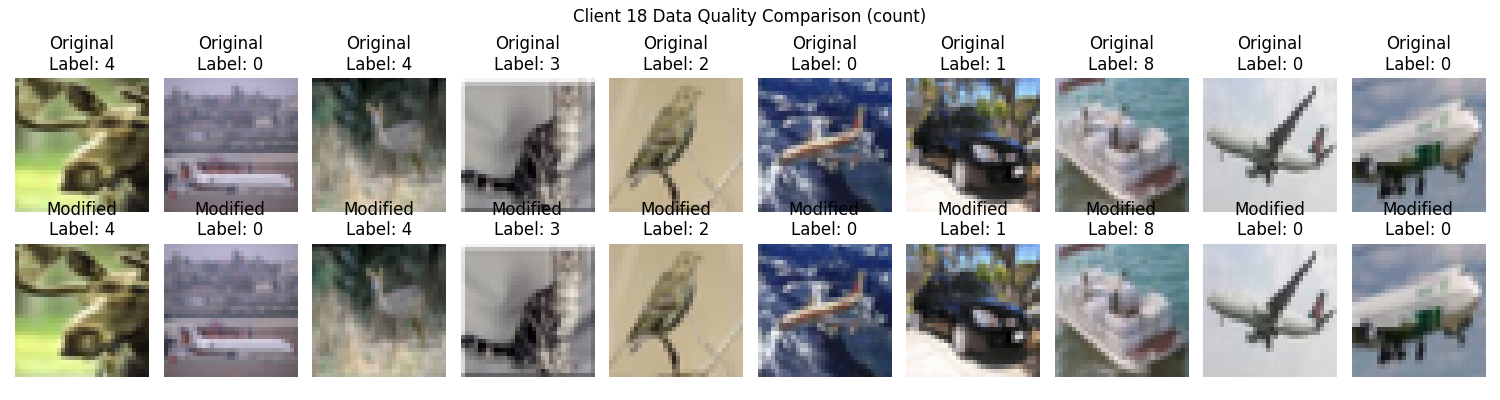 Client 18 Data Quality Comparison (count)
Original Original Original Original Original Original Original Original Original Original
Label: 4 Label: 0 Label: 4 Label: 3 Label: 2 Label: 0 Label: 1 Label: 8 Label: 0 Label: 0
Modified Modified Modified Modified Modified Modified Modified Modified Modified Modified
Label: 4 Label: 0 Label: 4 Label: 3 Label: 2 Label: 0 Label: 1 Label: 8 Label: 0 Label: 0